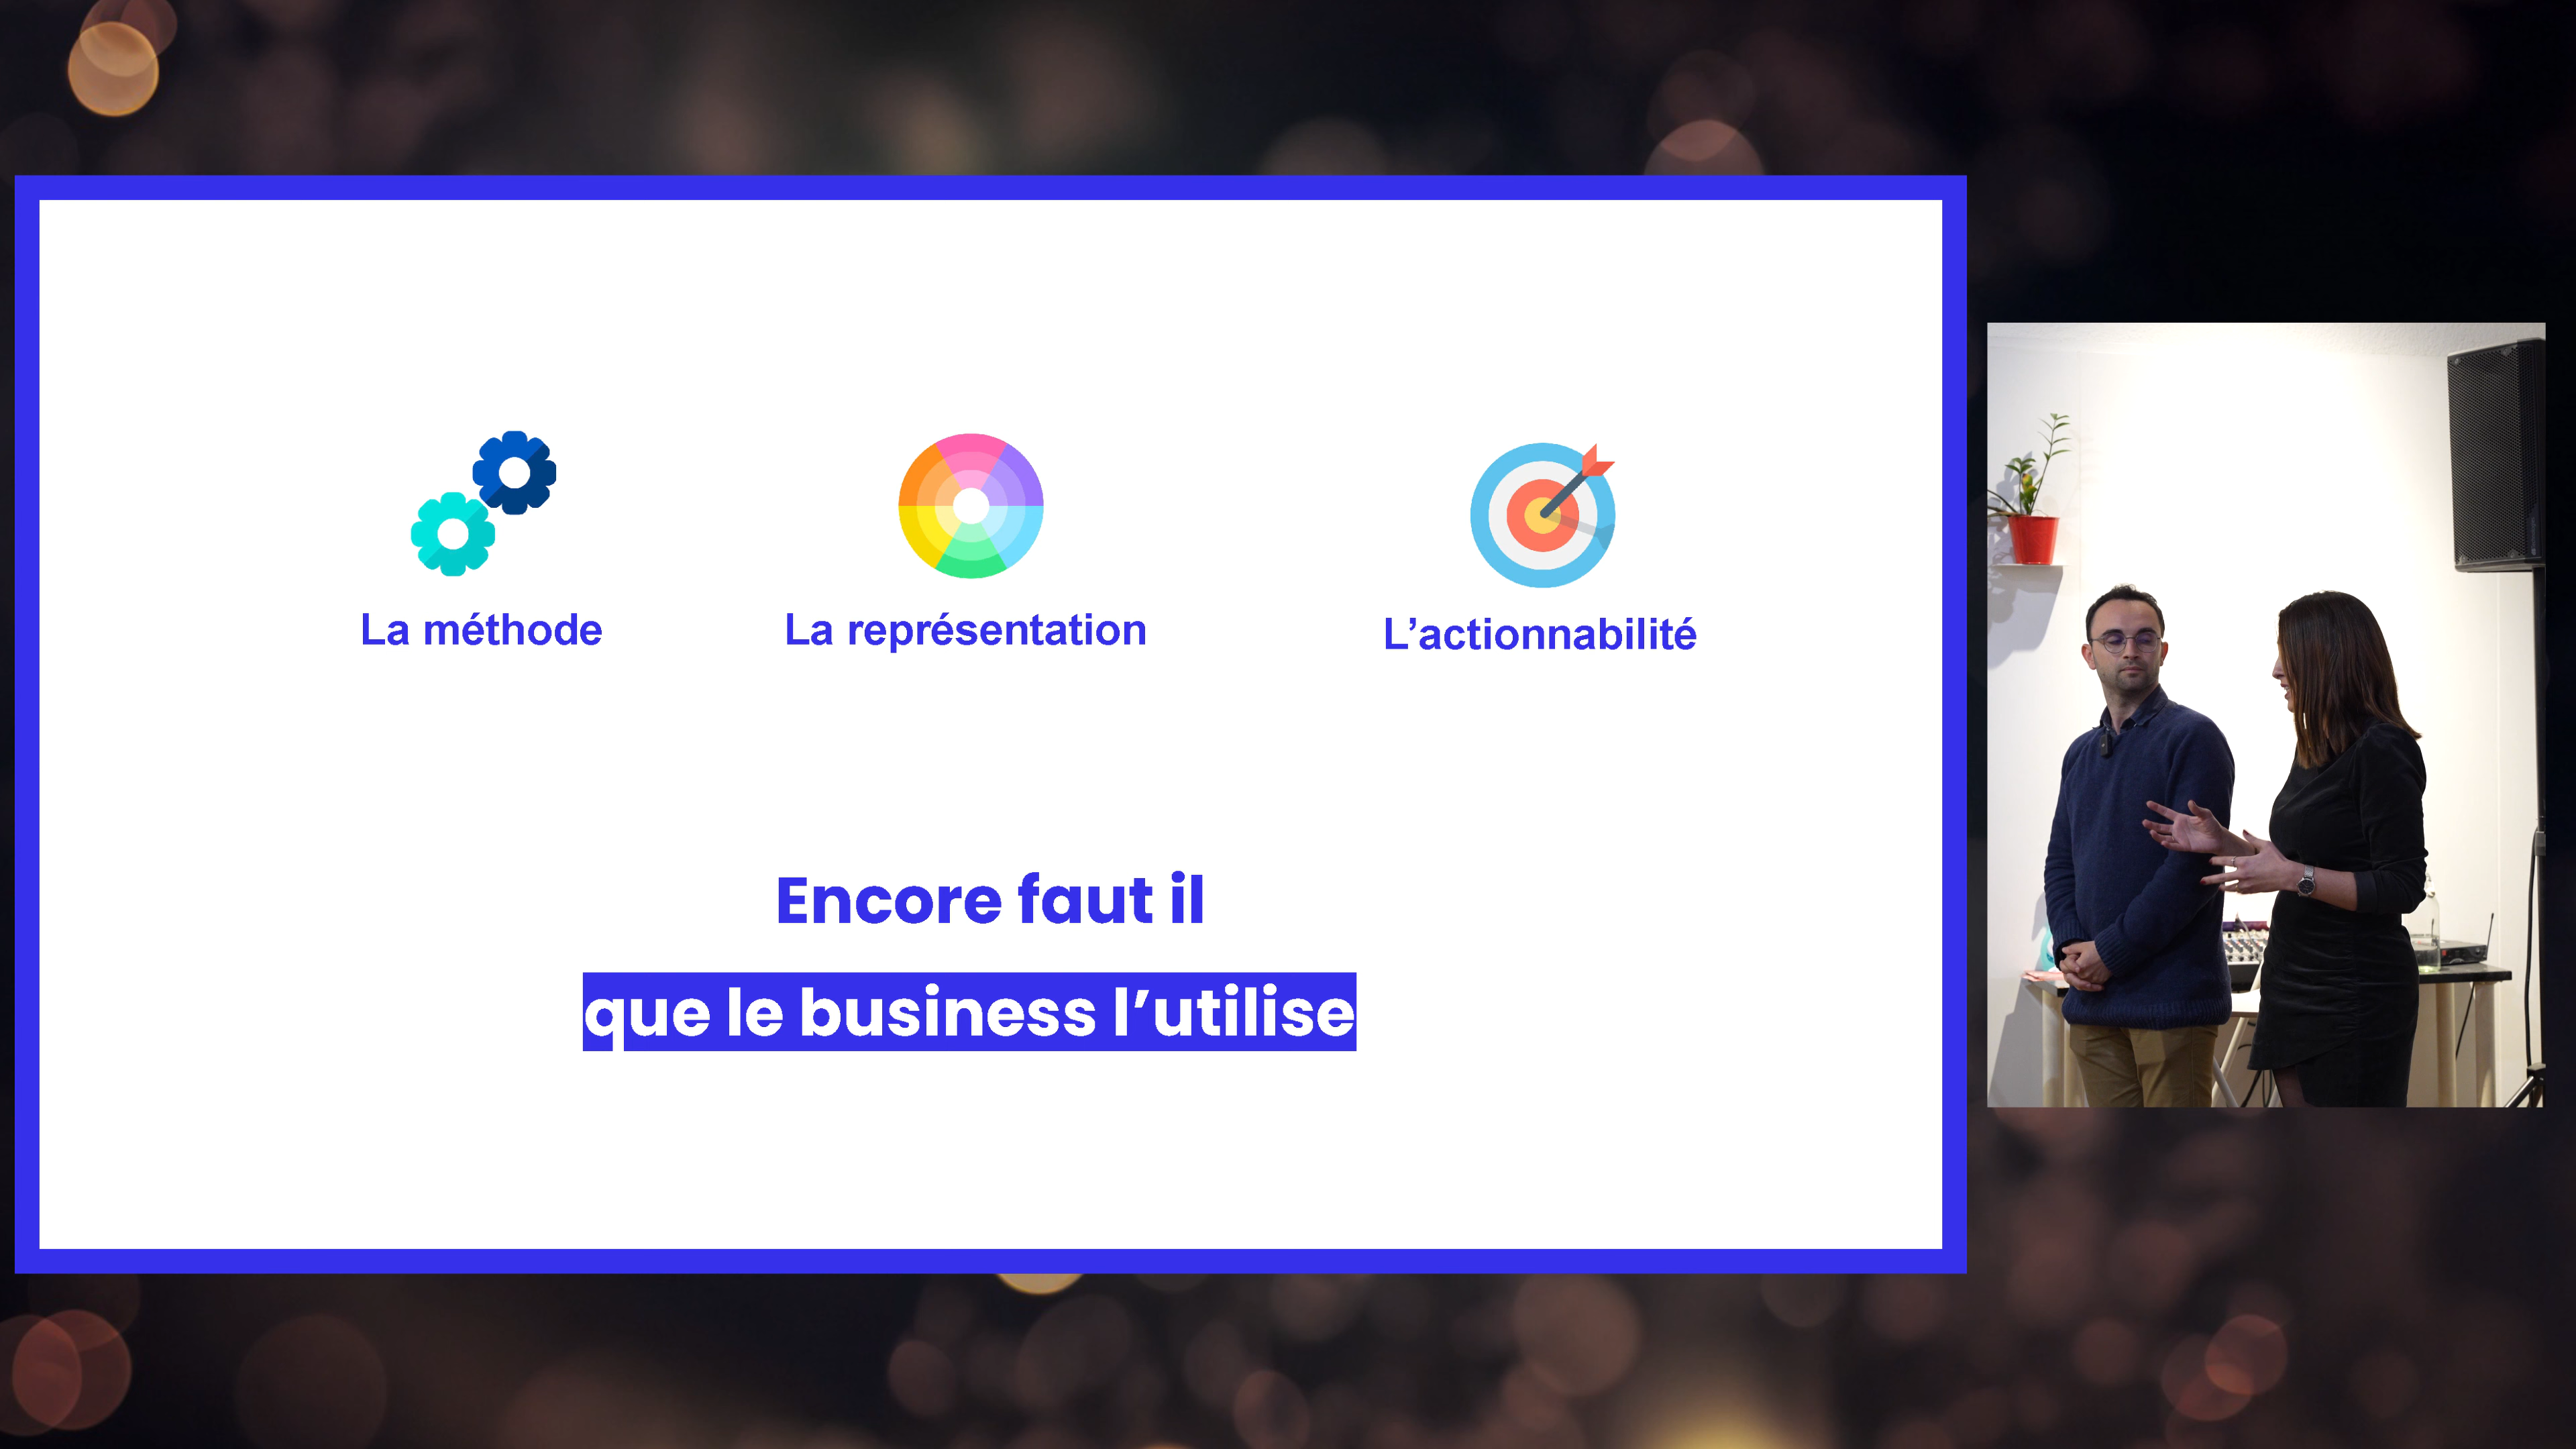 La méthode
La représentation
L’actionnabilité
Encore faut il
que le business l’utilise